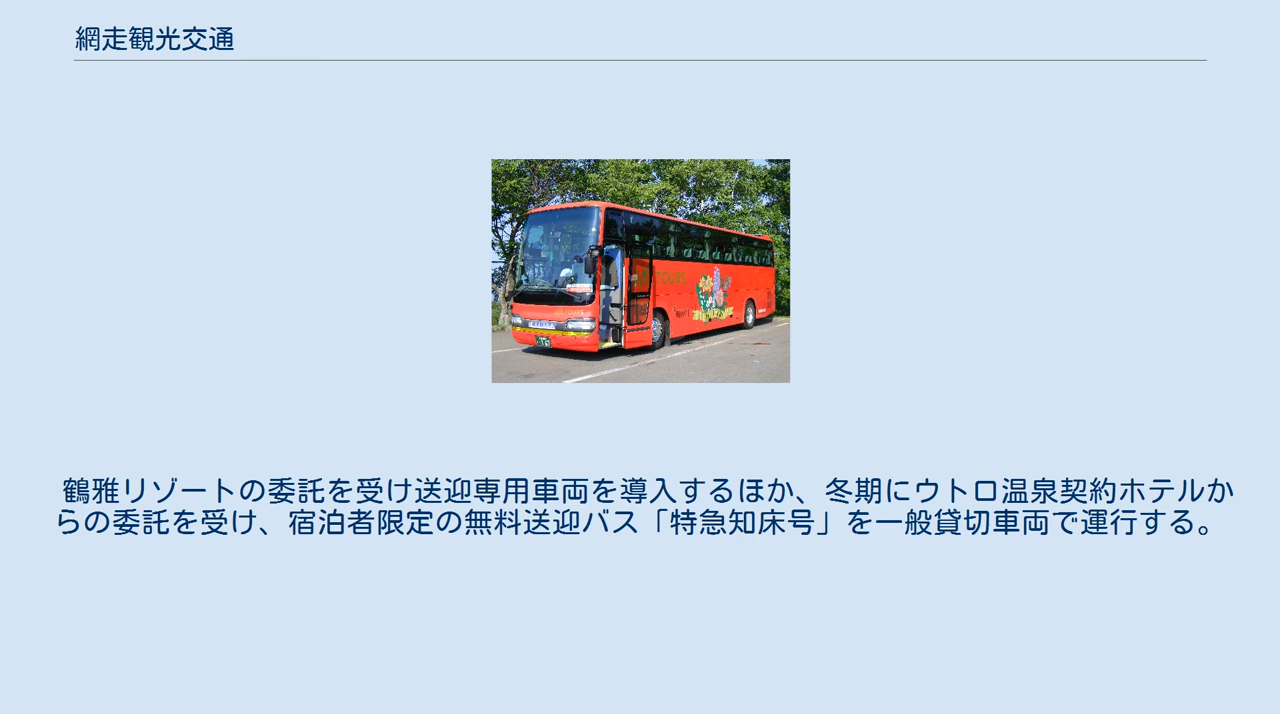 網走観光交通
TOURS
鶴雅リゾートの委託を受け送迎専用車両を導入するほか、冬期にウトロ温泉契約ホテルか
らの委託を受け、宿泊者限定の無料送迎バス「特急知床号」を一般貸切車両で運行する。